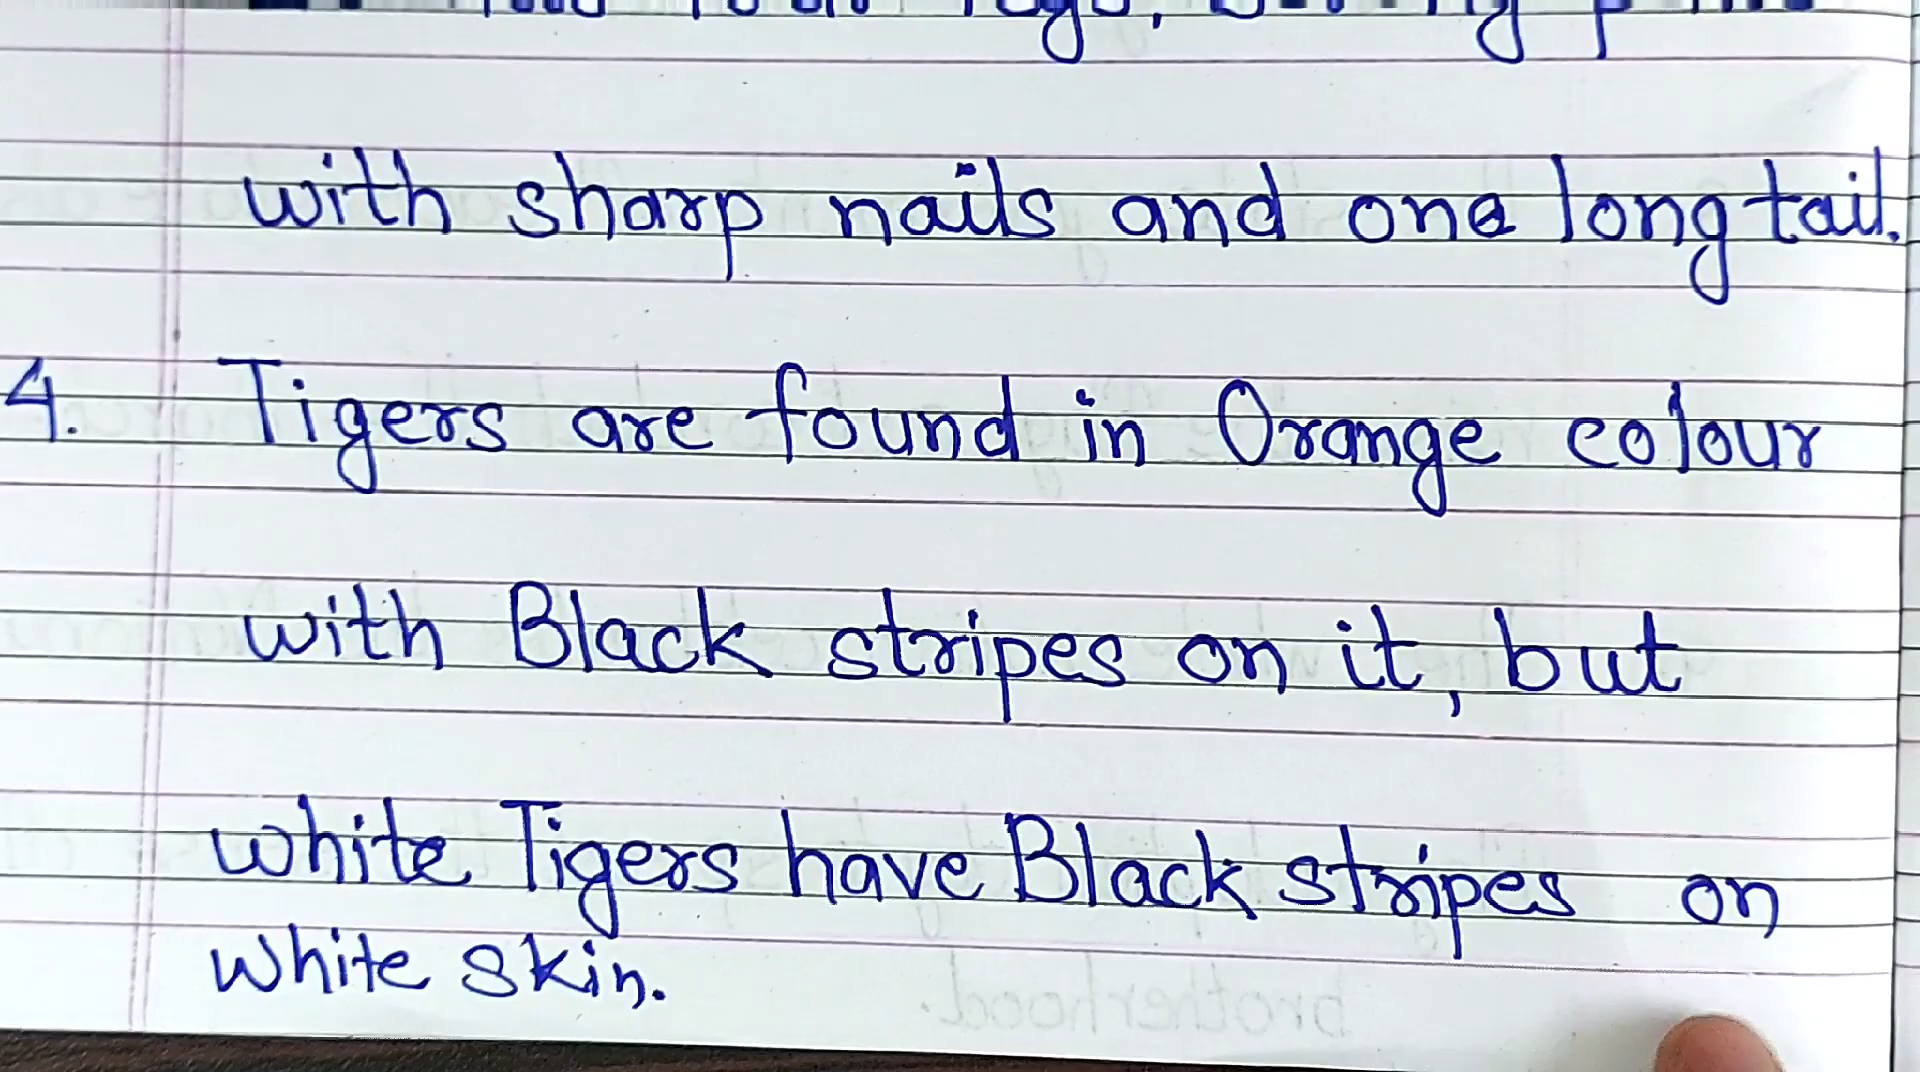 with sharp nails and one long tail.
4. Tigers are found in Orange colour
with Black stripes on it, but
white Tigers have Black stripes on
white skin.
brotherhood.